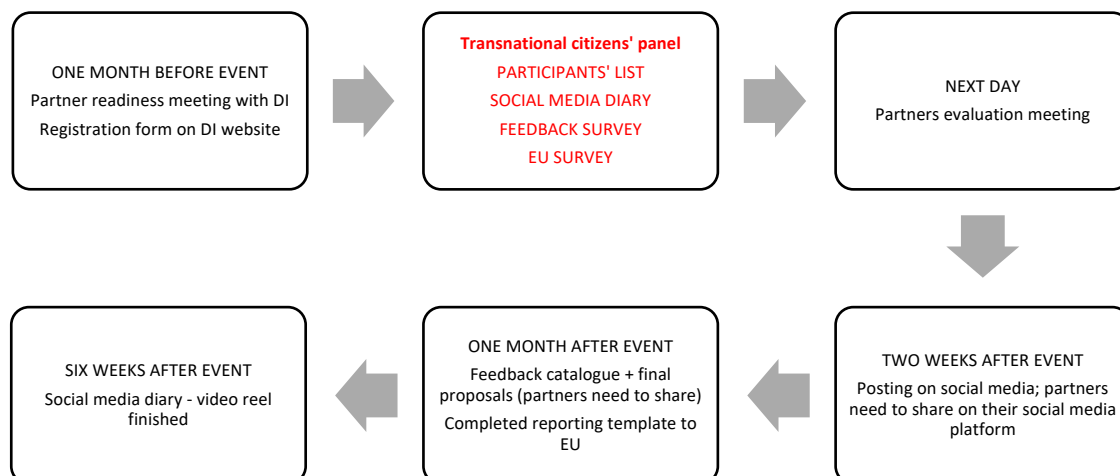 ONE MONTH BEFORE EVENT
Partner readiness meeting with DI
Registration form on DI website
Transnational citizens' panel
PARTICIPANTS' LIST
SOCIAL MEDIA DIARY
FEEDBACK SURVEY
EU SURVEY
NEXT DAY
Partners evaluation meeting
TWO WEEKS AFTER EVENT
Posting on social media; partners
need to share on their social media
platform
ONE MONTH AFTER EVENT
Feedback catalogue + final
proposals (partners need to share)
Completed reporting template to
EU
SIX WEEKS AFTER EVENT
Social media diary - video reel
finished